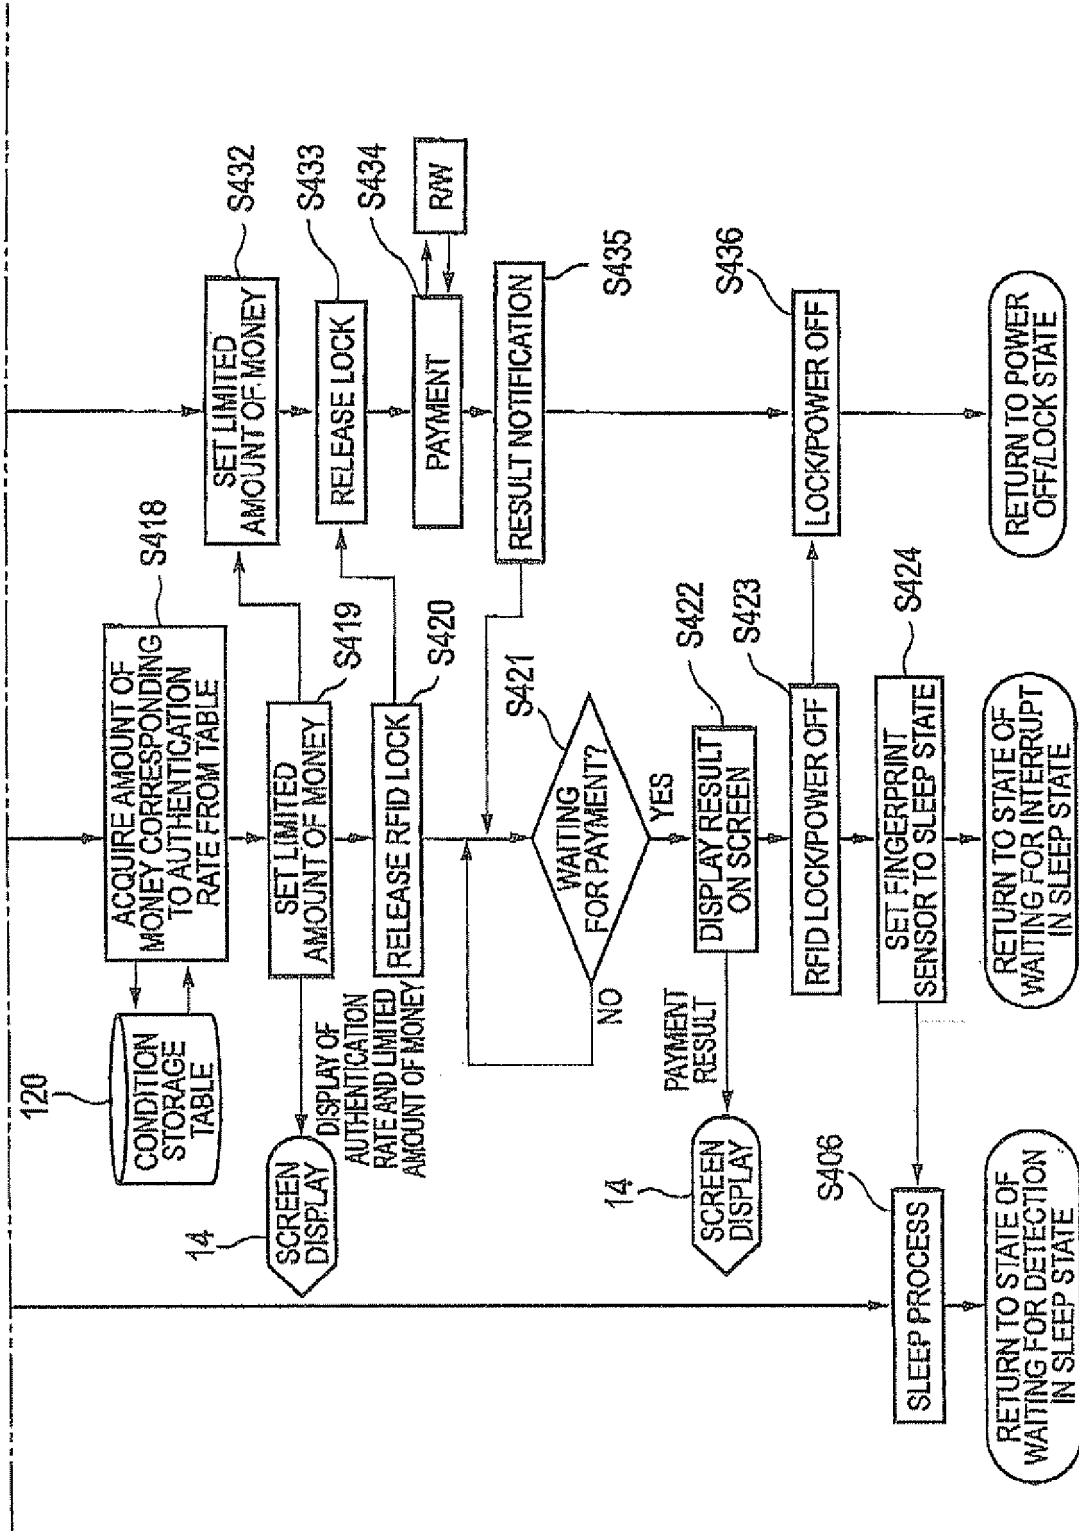 120
CONDITION
STORAGE
TABLE
ACQUIRE AMOUNT OF
MONEY CORRESPONDING
TO AUTHENTICATION
RATE FROM TABLE
S418
SET LIMITED
AMOUNT OF MONEY
S432
14
SCREEN
DISPLAY
DISPLAY OF
AUTHENTICATION
RATE AND LIMITED
AMOUNT OF MONEY
SET LIMITED
AMOUNT OF MONEY
S419
RELEASE LOCK
S433
RELEASE RFID LOCK
S420
PAYMENT
S434
R/W
RESULT NOTIFICATION
S435
WAITING
FOR PAYMENT?
S421
NO
YES
PAYMENT
RESULT
14
SCREEN
DISPLAY
DISPLAY RESULT
ON SCREEN
S422
RFID LOCK/POWER OFF
S423
LOCK/POWER OFF
S436
SLEEP PROCESS
S406
SET FINGERPRINT
SENSOR TO SLEEP STATE
S424
RETURN TO STATE OF
WAITING FOR DETECTION
IN SLEEP STATE
RETURN TO STATE OF
WAITING FOR INTERRUPT
IN SLEEP STATE
RETURN TO POWER
OFF/LOCK STATE